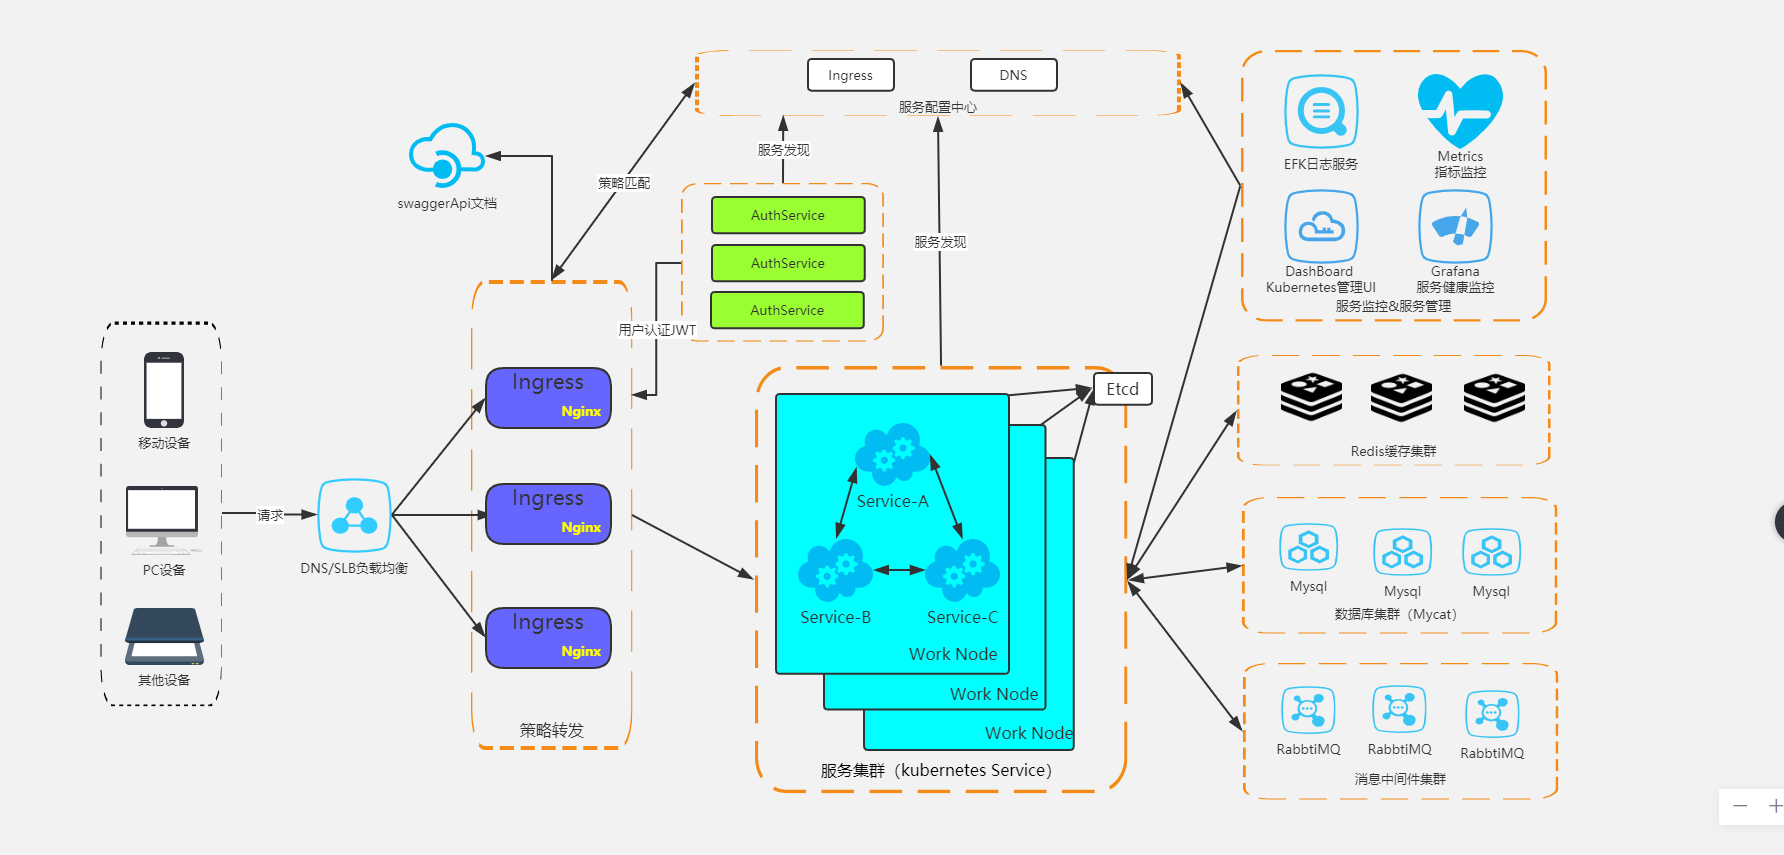 Ingress
DNS
服务配置中心
服务发现
策略匹配
swaggerApi文档
AuthService
AuthService
AuthService
服务发现
用户认证JWT
EFK日志服务
Metrics
指标监控
DashBoard
Kubernetes管理UI
Grafana
服务健康监控
服务监控&服务管理
移动设备
PC设备
其他设备
请求
DNS/SLB负载均衡
Ingress
Nginx
Ingress
Nginx
Ingress
Nginx
策略转发
Etcd
Service-A
Service-B
Service-C
Work Node
Work Node
Work Node
服务集群（kubernetes Service）
Redis缓存集群
Mysql
Mysql
Mysql
数据库集群（Mycat）
RabbtiMQ
RabbtiMQ
RabbtiMQ
消息中间件集群